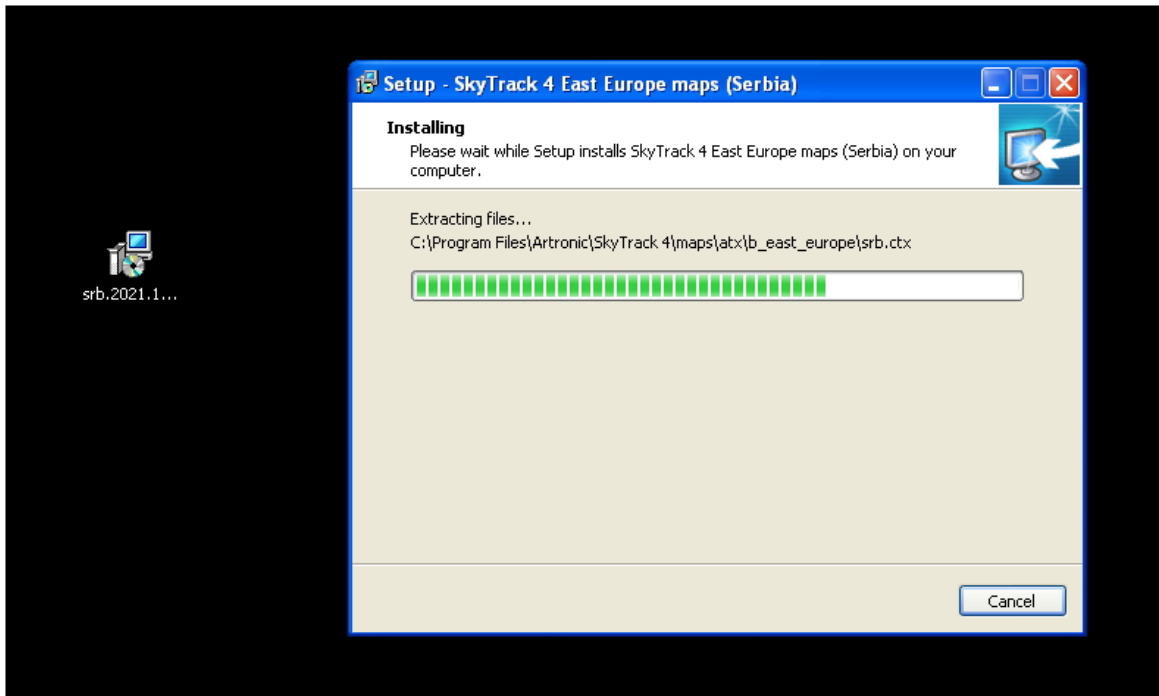 Setup - SkyTrack 4 East Europe maps (Serbia)
Installing
Please wait while Setup installs SkyTrack 4 East Europe maps (Serbia) on your
computer.
Extracting files...
C:\Program Files\Artronic\SkyTrack 4\maps\atx\b_east_europe\srb.ctx
srb.2021.1...
Cancel